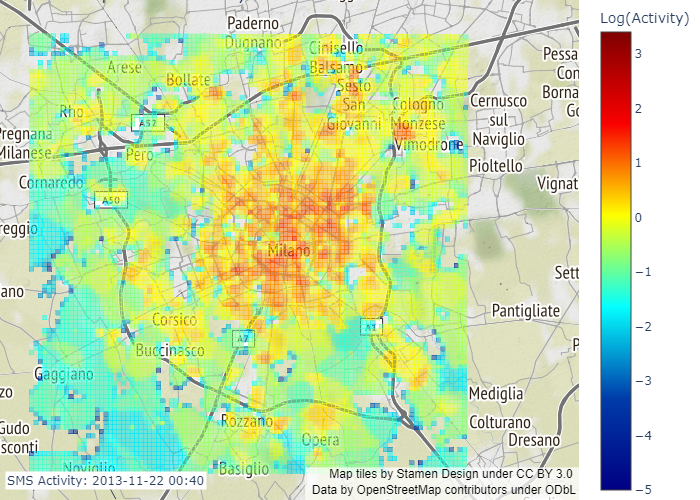 Log(Activity)
3
2
1
0
−1
−2
−3
−4
−5
Paderno
Dugnano
Cinisello
Balsamo
Arese
Bollate
Sesto
San
Giovanni
Cologno
Monzese
Vimodrone
Pessa
Con
Borna
Go
Cernusco
sul
Naviglio
Rho
A52
Pregnana
Milanese
Pero
Pioltello
Cornaredo
Vignat
A50
reggio
Milano
Sett
ano
Pantigliate
Corsico
A1
A7
P
Buccinasco
Gaggiano
zo
Mediglia
Rozzano
Colturano
Gudo
sconti
Opera
Dresano
Noviglio
Basiglio
SMS Activity: 2013-11-22 00:40
Map tiles by Stamen Design under CC BY 3.0
Data by OpenStreetMap contributors under ODbL